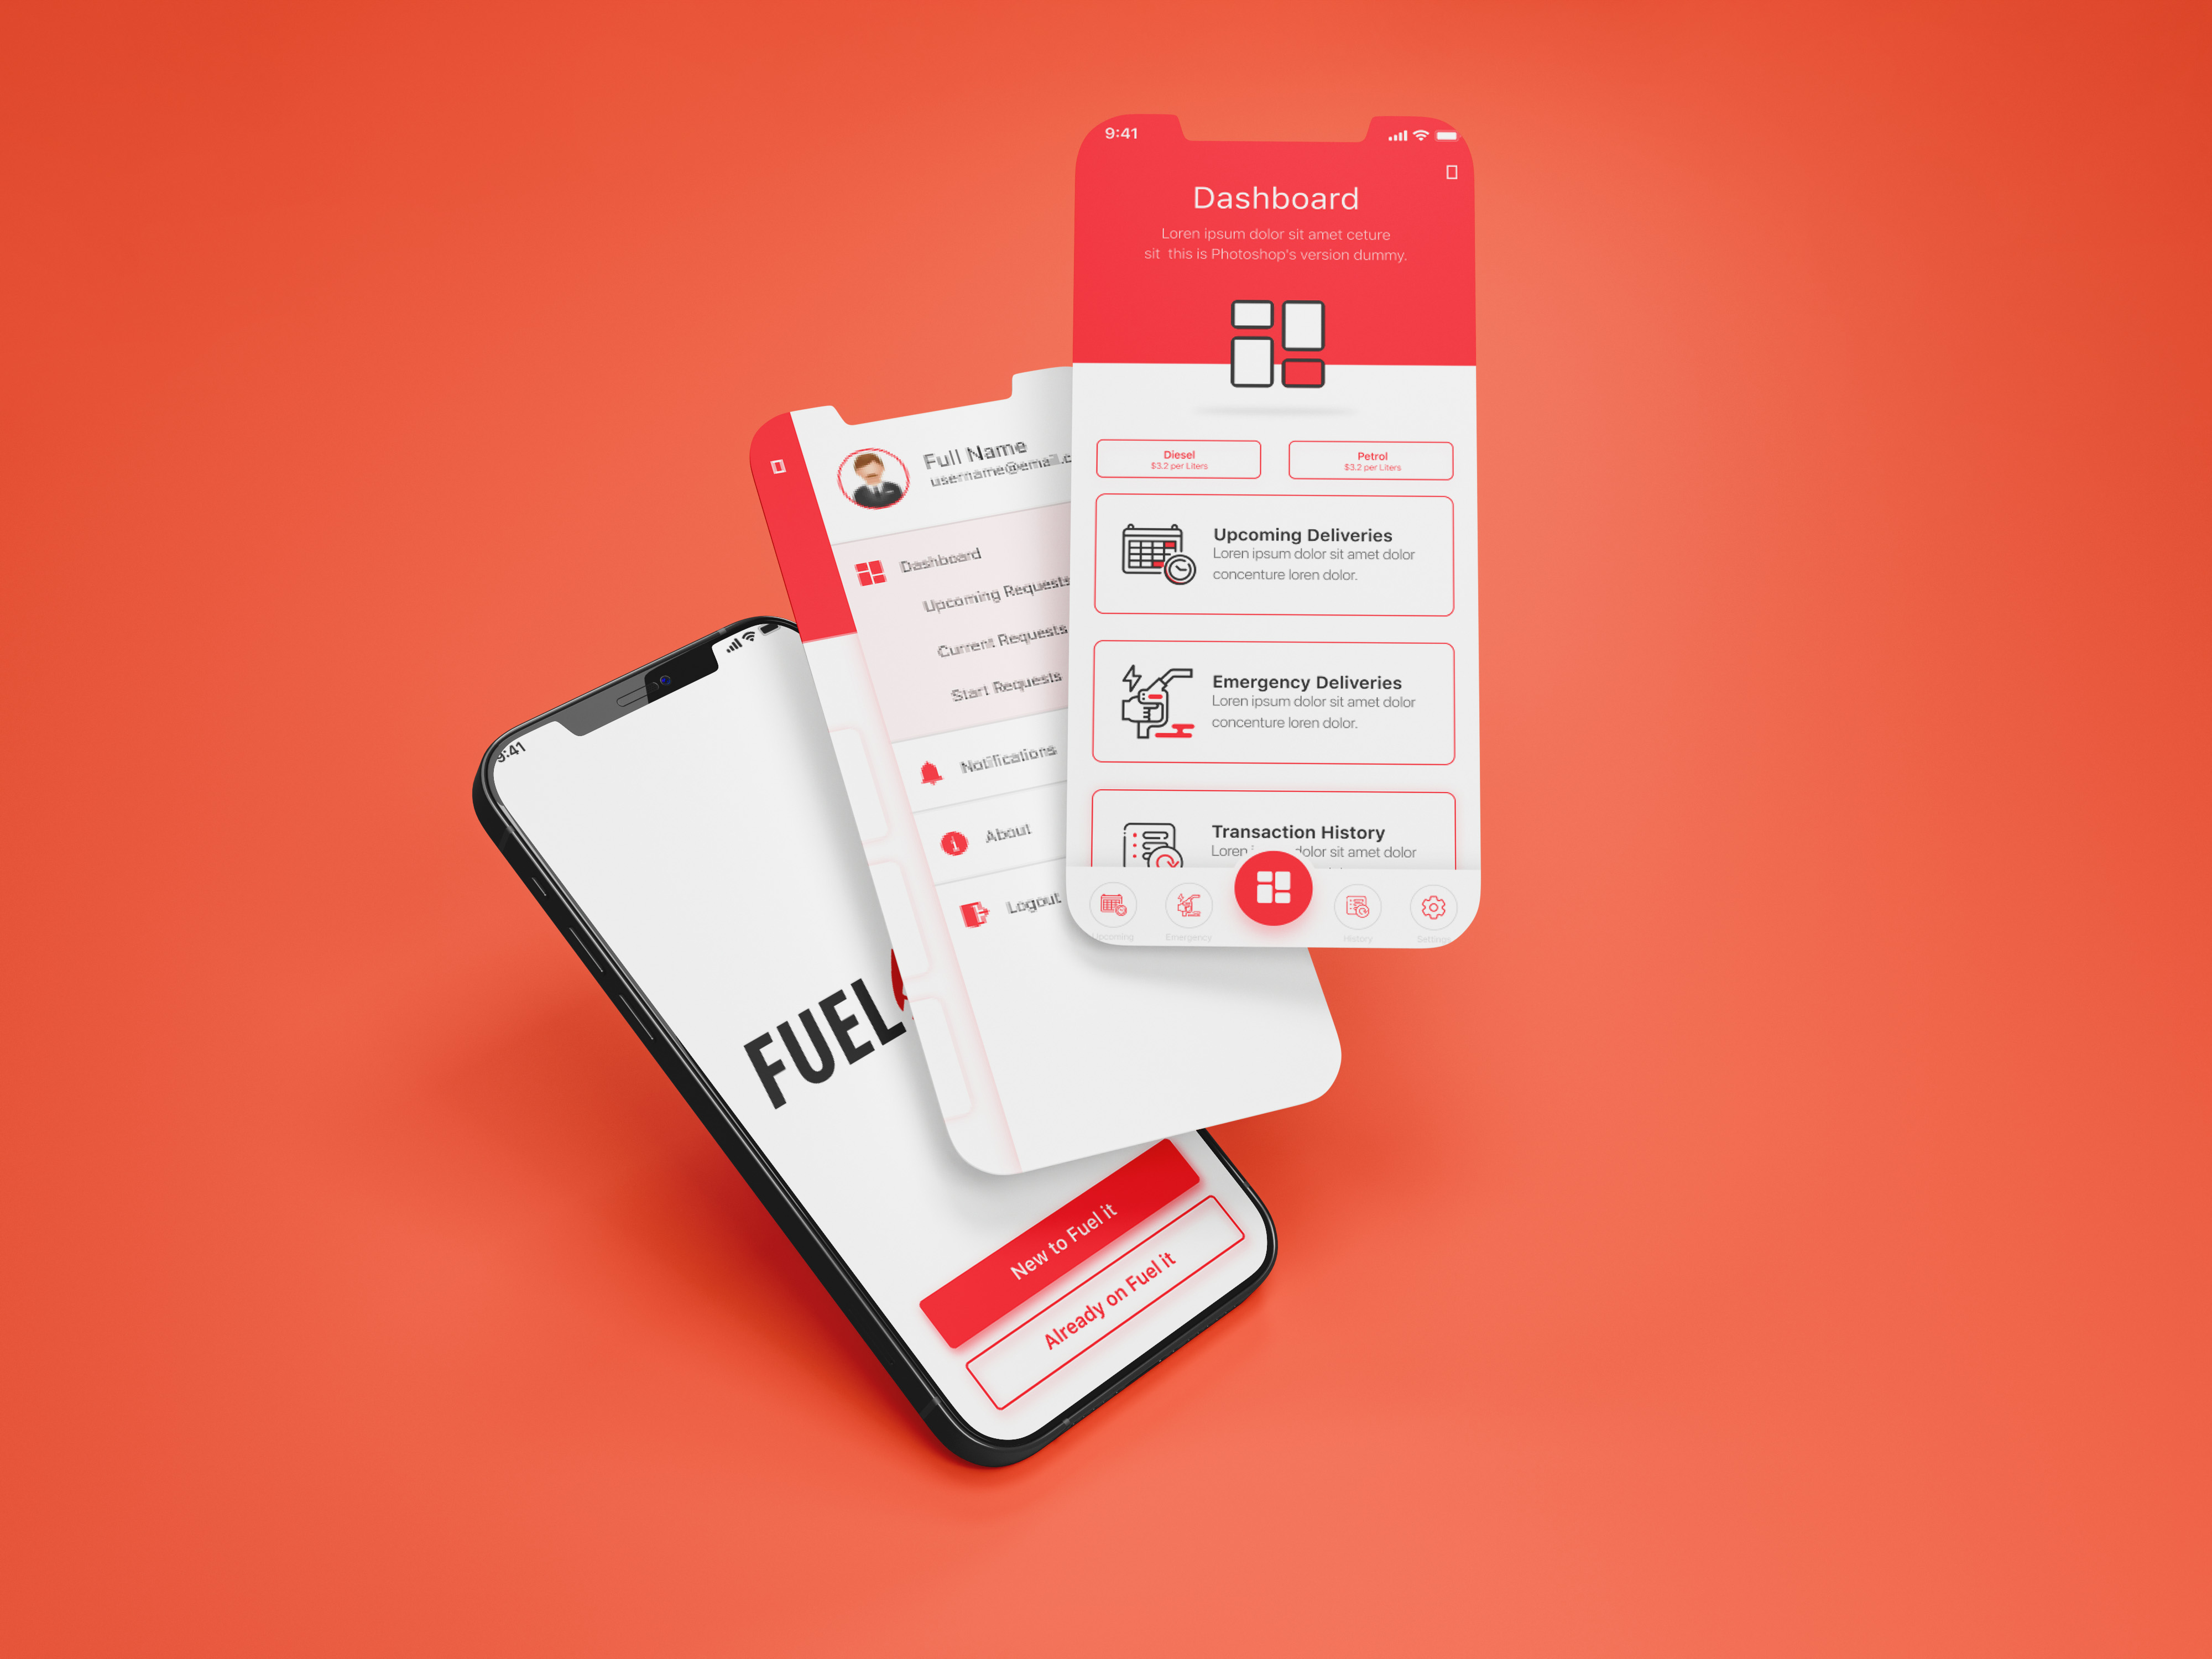 9:41
Dashboard
Loren ipsum dolor sit amet ceture
sit this is Photoshop's version dummy.
Diesel
$3.2 per Liters
Petrol
$3.2 per Liters
Upcoming Deliveries
Loren ipsum dolor sit amet dolor
concenture loren dolor.
Emergency Deliveries
Loren ipsum dolor sit amet dolor
concenture loren dolor.
Transaction History
Loren dolor sit amet dolor
Emergency
History
Full Name
username@email.c
Dashboard
Upcoming Requests
Current Requests
Start Requests
Notifications
About
Logout
9:41
FUEL
New to Fuel it
Already on Fuel it